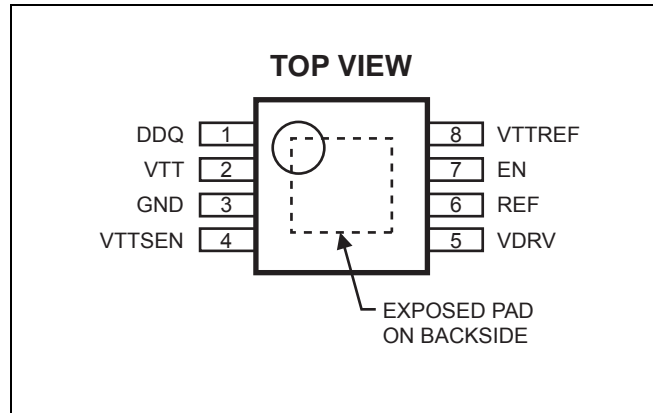 TOP VIEW
DDQ 1
VTT 2
GND 3
VTTSEN 4
8 VTTREF
7 EN
6 REF
5 VDRV
EXPOSED PAD
ON BACKSIDE